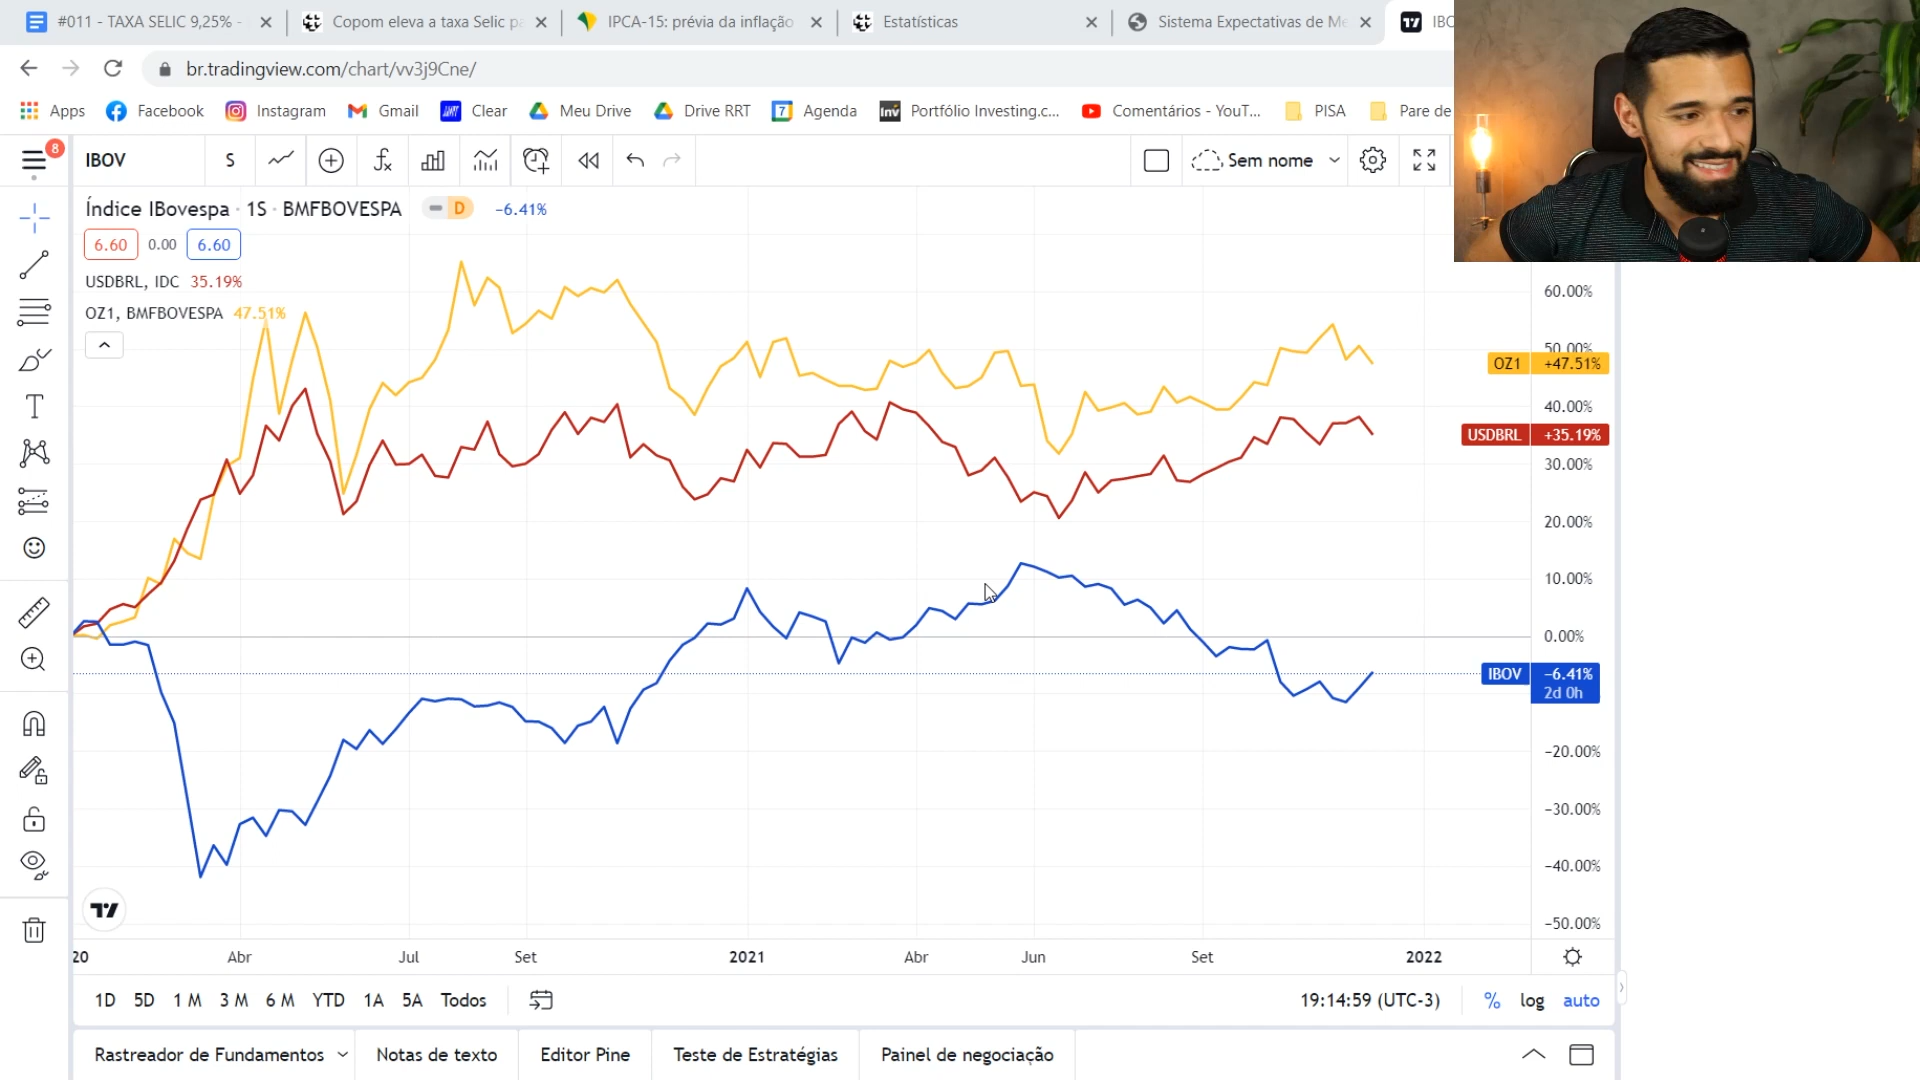 #011 - TAXA SELIC 9,25% -
Copom eleva a taxa Selic pa
IPCA-15: prévia da inflação
Estatísticas
Sistema Expectativas de Me
IBO
br.tradingview.com/chart/vv3j9Cne/
Apps
Facebook
Instagram
Gmail
Clear
Meu Drive
Drive RRT
7
Agenda
Inv
Portfólio Investing.c...
Comentários - YouT...
PISA
Pare de
8
IBOV
S
Sem nome
Índice IBovespa · 1S · BMFBOVESPA
D
−6.41%
6.60
0.00
6.60
USDBRL, IDC 35.19%
OZ1, BMFBOVESPA 47.51%
60.00%
50.00%
OZ1 +47.51%
40.00%
USDBRL +35.19%
30.00%
20.00%
10.00%
0.00%
IBOV −6.41%
2d 0h
−20.00%
−30.00%
−40.00%
−50.00%
20
Abr
Jul
Set
2021
Abr
Jun
Set
2022
1D
5D
1 M
3 M
6 M
YTD
1A
5A
Todos
19:14:59 (UTC-3)
%
log
auto
Rastreador de Fundamentos
Notas de texto
Editor Pine
Teste de Estratégias
Painel de negociação